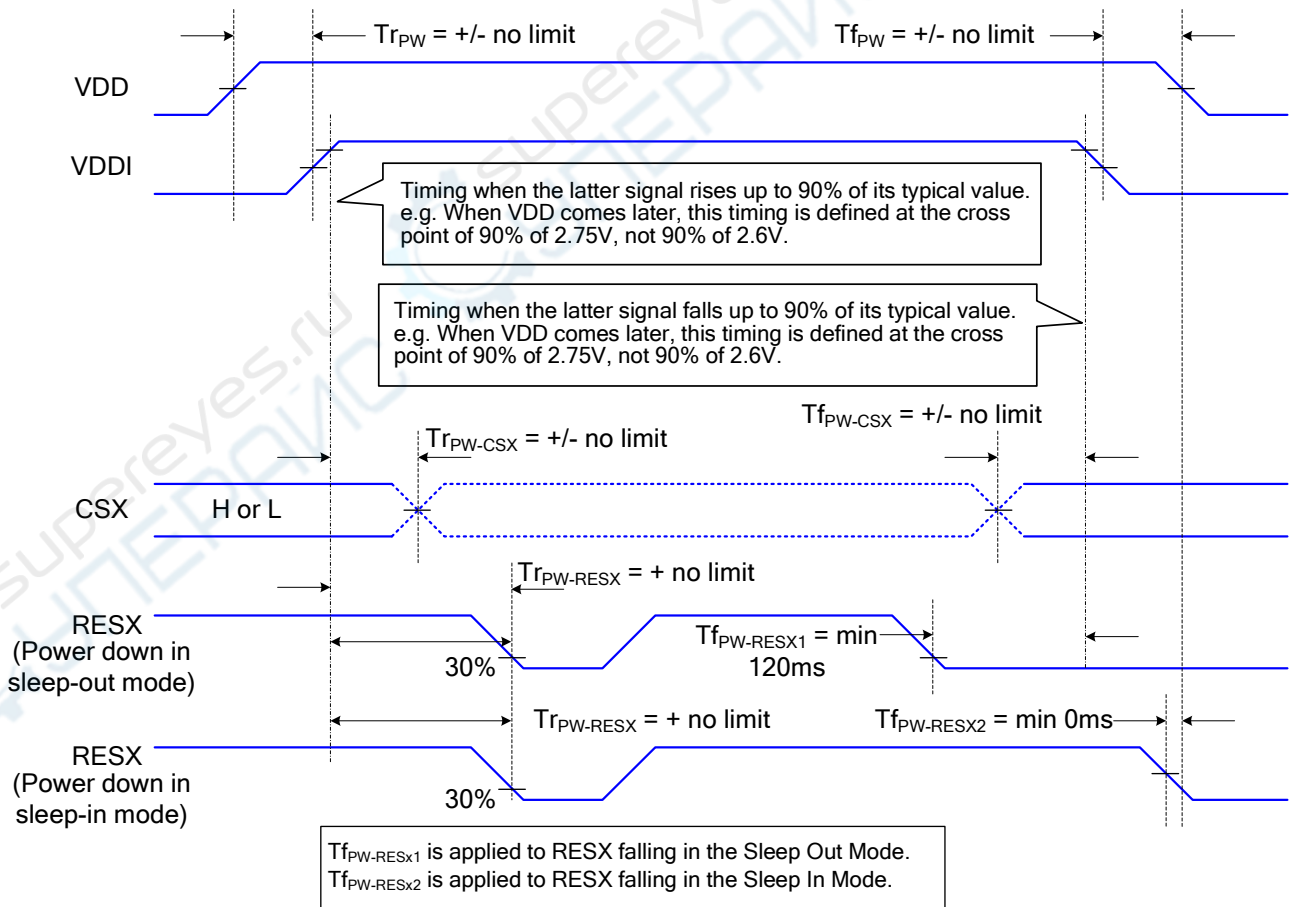 TrPW = +/- no limit
TfPW = +/- no limit
VDD
VDDI
Timing when the latter signal rises up to 90% of its typical value.
e.g. When VDD comes later, this timing is defined at the cross
point of 90% of 2.75V, not 90% of 2.6V.
Timing when the latter signal falls up to 90% of its typical value.
e.g. When VDD comes later, this timing is defined at the cross
point of 90% of 2.75V, not 90% of 2.6V.
TfPW-CSX = +/- no limit
TrPW-CSX = +/- no limit
CSX
H or L
TrPW-RESX = + no limit
RESX
(Power down in
sleep-out mode)
30%
TfPW-RESX1 = min
120ms
TrPW-RESX = + no limit
TfPW-RESX2 = min 0ms
RESX
(Power down in
sleep-in mode)
30%
TfPW-RESx1 is applied to RESX falling in the Sleep Out Mode.
TfPW-RESx2 is applied to RESX falling in the Sleep In Mode.
supereyes.ru
СУПЕРАЙС